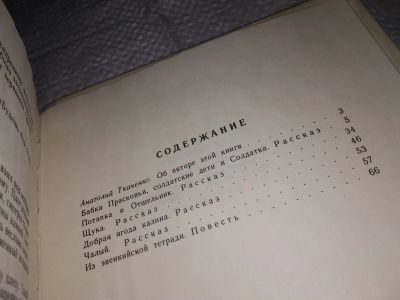 СОДЕРЖАНИЕ
Анатолий Ткаченко. Об авторе этой книги . . 3
Бабка Прасковья, солдатские дети и Солдатка. Рассказ . 5
Потапка и Отшельник. Рассказ . . . 34
Щука. Рассказ . . . . 46
Добрая ягода калина. Рассказ . . . 53
Чалый. Рассказ . . . . 57
Из эвенкийской тетради. Повесть . . . 66